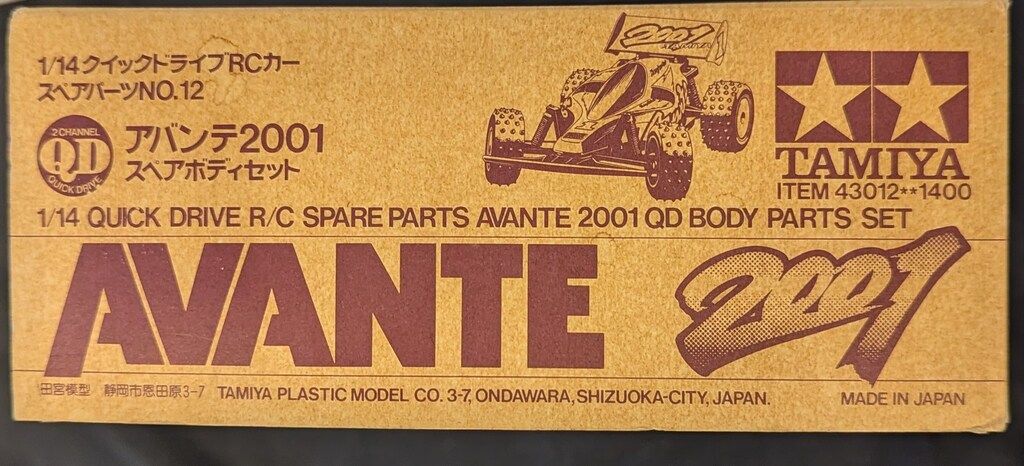 1/14クイックドライブRCカー
スペアパーツNO.12
2 CHANNEL
QD
QUICK DRIVE
アバンテ2001
スペアボディセット
2001
TAMIYA
TAMIYA
ITEM 43012**1400
1/14 QUICK DRIVE R/C SPARE PARTS AVANTE 2001 QD BODY PARTS SET
AVANTE 2001
田宮模型 静岡市恩田原3-7 TAMIYA PLASTIC MODEL CO. 3-7, ONDAWARA, SHIZUOKA-CITY, JAPAN. MADE IN JAPAN